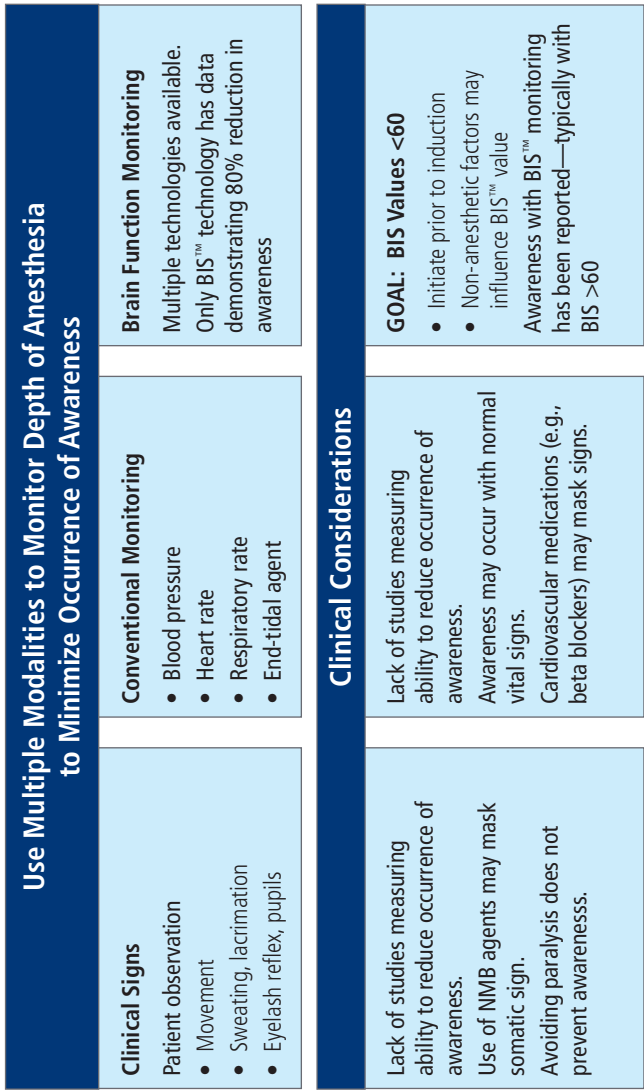 Use Multiple Modalities to Monitor Depth of Anesthesia
to Minimize Occurrence of Awareness
Clinical Signs
Patient observation
• Movement
• Sweating, lacrimation
• Eyelash reflex, pupils
Conventional Monitoring
• Blood pressure
• Heart rate
• Respiratory rate
• End-tidal agent
Brain Function Monitoring
Multiple technologies available.
Only BIS™ technology has data
demonstrating 80% reduction in
awareness
Clinical Considerations
Lack of studies measuring
ability to reduce occurrence of
awareness.
Use of NMB agents may mask
somatic sign.
Avoiding paralysis does not
prevent awarenesss.
Lack of studies measuring
ability to reduce occurrence of
awareness.
Awareness may occur with normal
vital signs.
Cardiovascular medications (e.g.,
beta blockers) may mask signs.
GOAL: BIS Values <60
• Initiate prior to induction
• Non-anesthetic factors may
influence BIS™ value
Awareness with BIS™ monitoring
has been reported—typically with
BIS >60